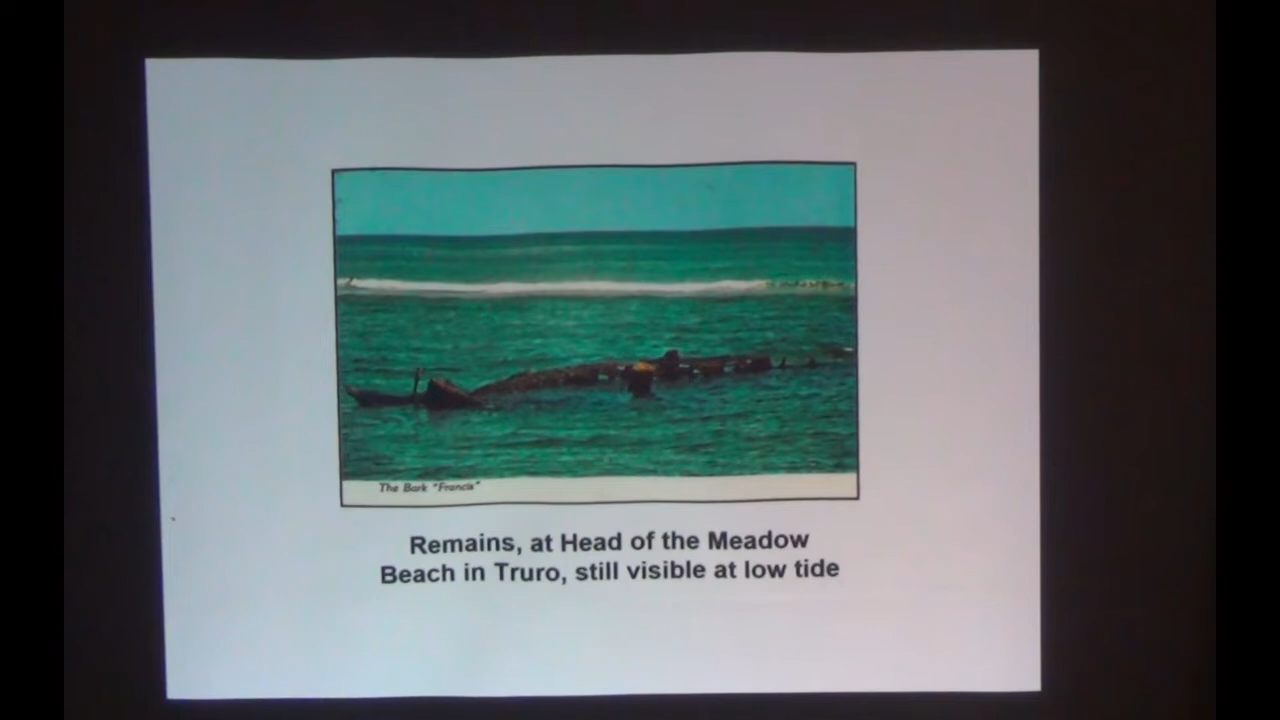 The Bark "Francis"
Remains, at Head of the Meadow
Beach in Truro, still visible at low tide